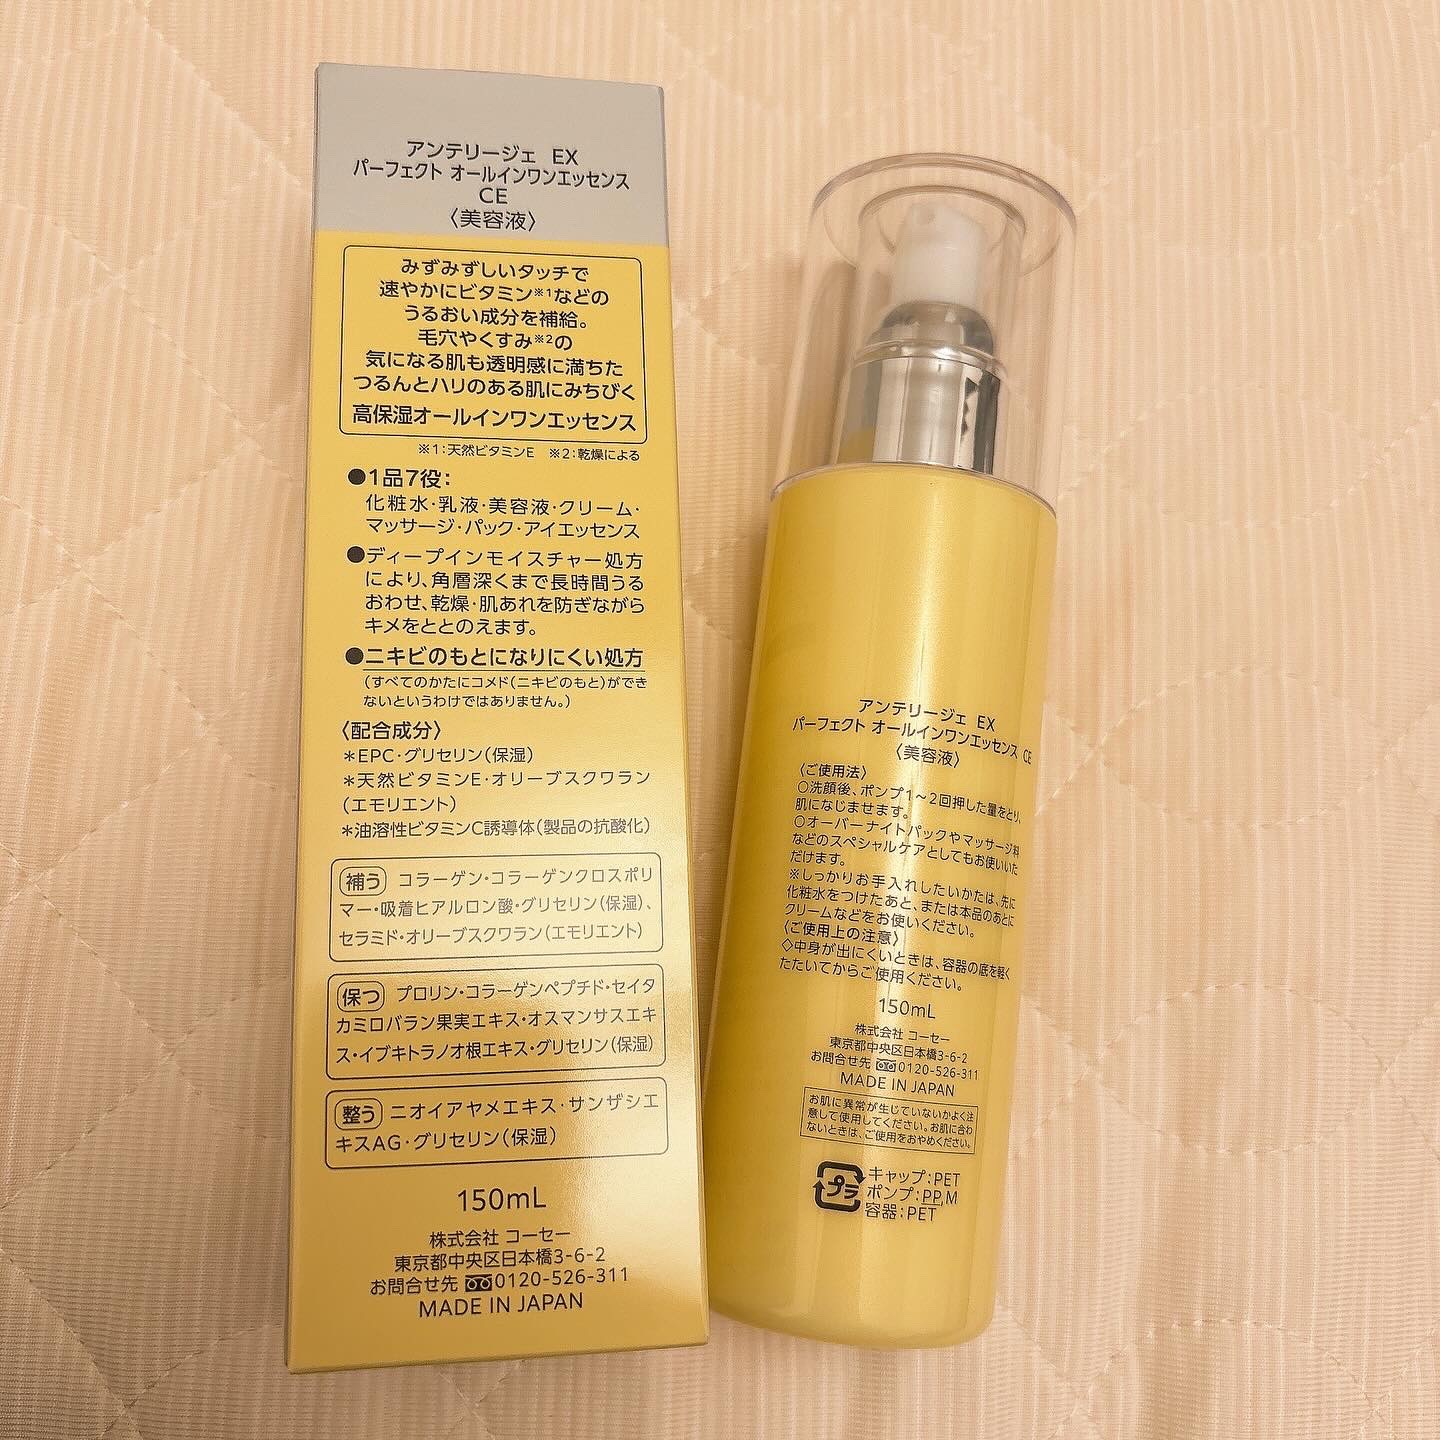 アンテリージェ EX
パーフェクト オールインワンエッセンス
CE
〈美容液〉
みずみずしいタッチで
速やかにビタミン※1などの
うるおい成分を補給。
毛穴やくすみ※2の
気になる肌も透明感に満ちた
つるんとハリのある肌にみちびく
高保湿オールインワンエッセンス
※1：天然ビタミンE ※2：乾燥による
●1品7役：
化粧水・乳液・美容液・クリーム・
マッサージ・パック・アイエッセンス
●ディープインモイスチャー処方
により、角層深くまで長時間うる
おわせ、乾燥・肌あれを防ぎながら
キメをととのえます。
●ニキビのもとになりにくい処方
（すべてのかたにコメド（ニキビのもと）ができ
ないというわけではありません。）
〈配合成分〉
＊EPC・グリセリン（保湿）
＊天然ビタミンE・オリーブスクワラン
（エモリエント）
＊油溶性ビタミンC誘導体（製品の抗酸化）
補う コラーゲン・コラーゲンクロスポリ
マー・吸着ヒアルロン酸・グリセリン（保湿）、
セラミド・オリーブスクワラン（エモリエント）
保つ プロリン・コラーゲンペプチド・セイタ
カミロバラン果実エキス・オスマンサスエキ
ス・イブキトラノオ根エキス・グリセリン（保湿）
整う ニオイアヤメエキス・サンザシエ
キスAG・グリセリン（保湿）
150mL
株式会社 コーセー
東京都中央区日本橋3-6-2
お問合せ先 0120-526-311
MADE IN JAPAN
アンテリージェ EX
パーフェクト オールインワンエッセンス CE
〈美容液〉
〈ご使用法〉
○洗顔後、ポンプ1～2回押した量をとり、
肌になじませます。
○オーバーナイトパックやマッサージ料
などのスペシャルケアとしてもお使いいた
だけます。
※しっかりお手入れしたいかたは、先に
化粧水をつけたあと、または本品のあとに
クリームなどをお使いください。
〈ご使用上の注意〉
◇中身が出にくいときは、容器の底を軽く
たたいてからご使用ください。
150mL
株式会社 コーセー
東京都中央区日本橋3-6-2
お問合せ先 0120-526-311
MADE IN JAPAN
お肌に異常が生じていないかよく注
意して使用してください。お肌に合わ
ないときは、ご使用をおやめください。
プラ
キャップ：PET
ポンプ：PP,M
容器：PET